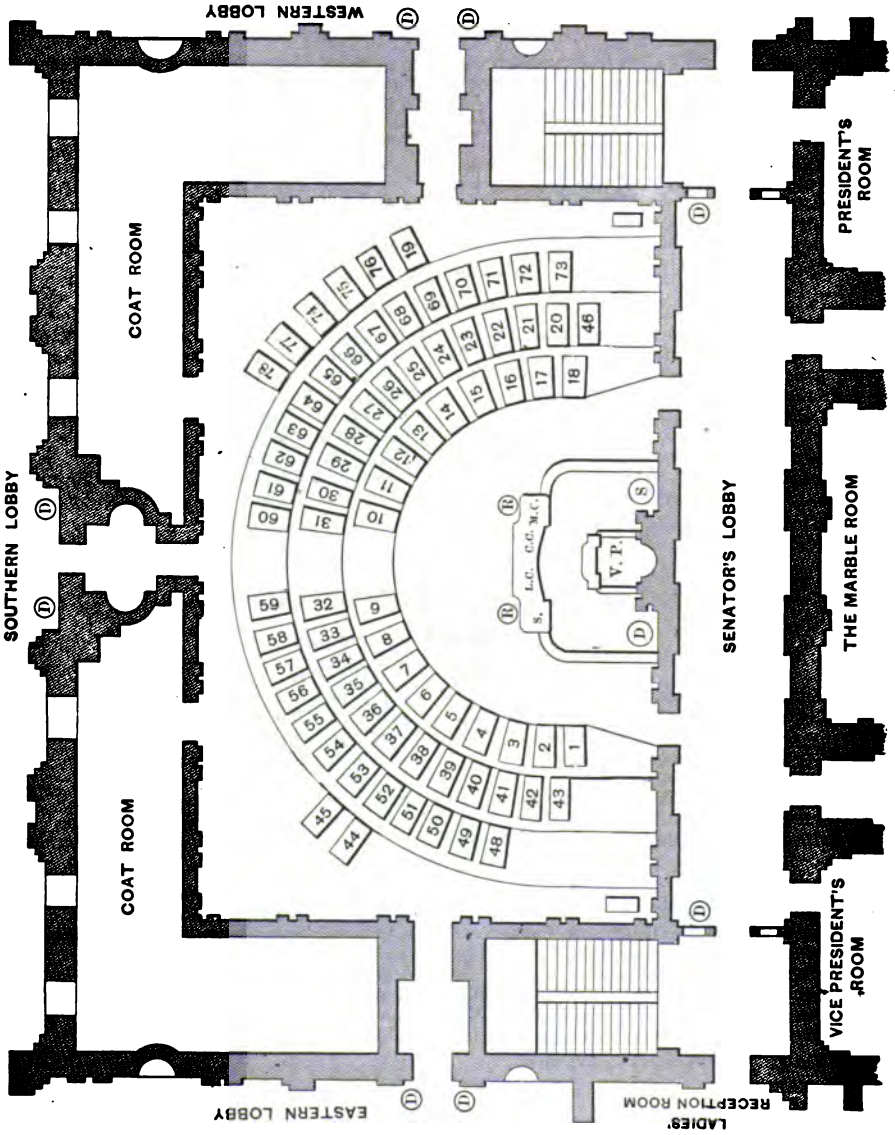 WESTERN LOBBY
D
D
SOUTHERN LOBBY
D
D
COAT ROOM
COAT ROOM
EASTERN LOBBY
D
D
LADIES'
RECEPTION ROOM
PRESIDENT'S
ROOM
D
SENATOR'S LOBBY
THE MARBLE ROOM
VICE PRESIDENT'S
ROOM
D
78
77
74
75
76
19
45
44
60
61
62
63
64
65
66
67
68
69
70
71
72
73
59
58
57
56
55
54
53
52
51
50
49
48
31
30
29
28
27
26
25
24
23
22
21
20
46
32
33
34
35
36
37
38
39
40
41
42
43
10
11
12
13
14
15
16
17
18
9
8
7
6
5
4
3
2
1
R
R
S. L.C. C.C. M.C.
V. P.
D
S